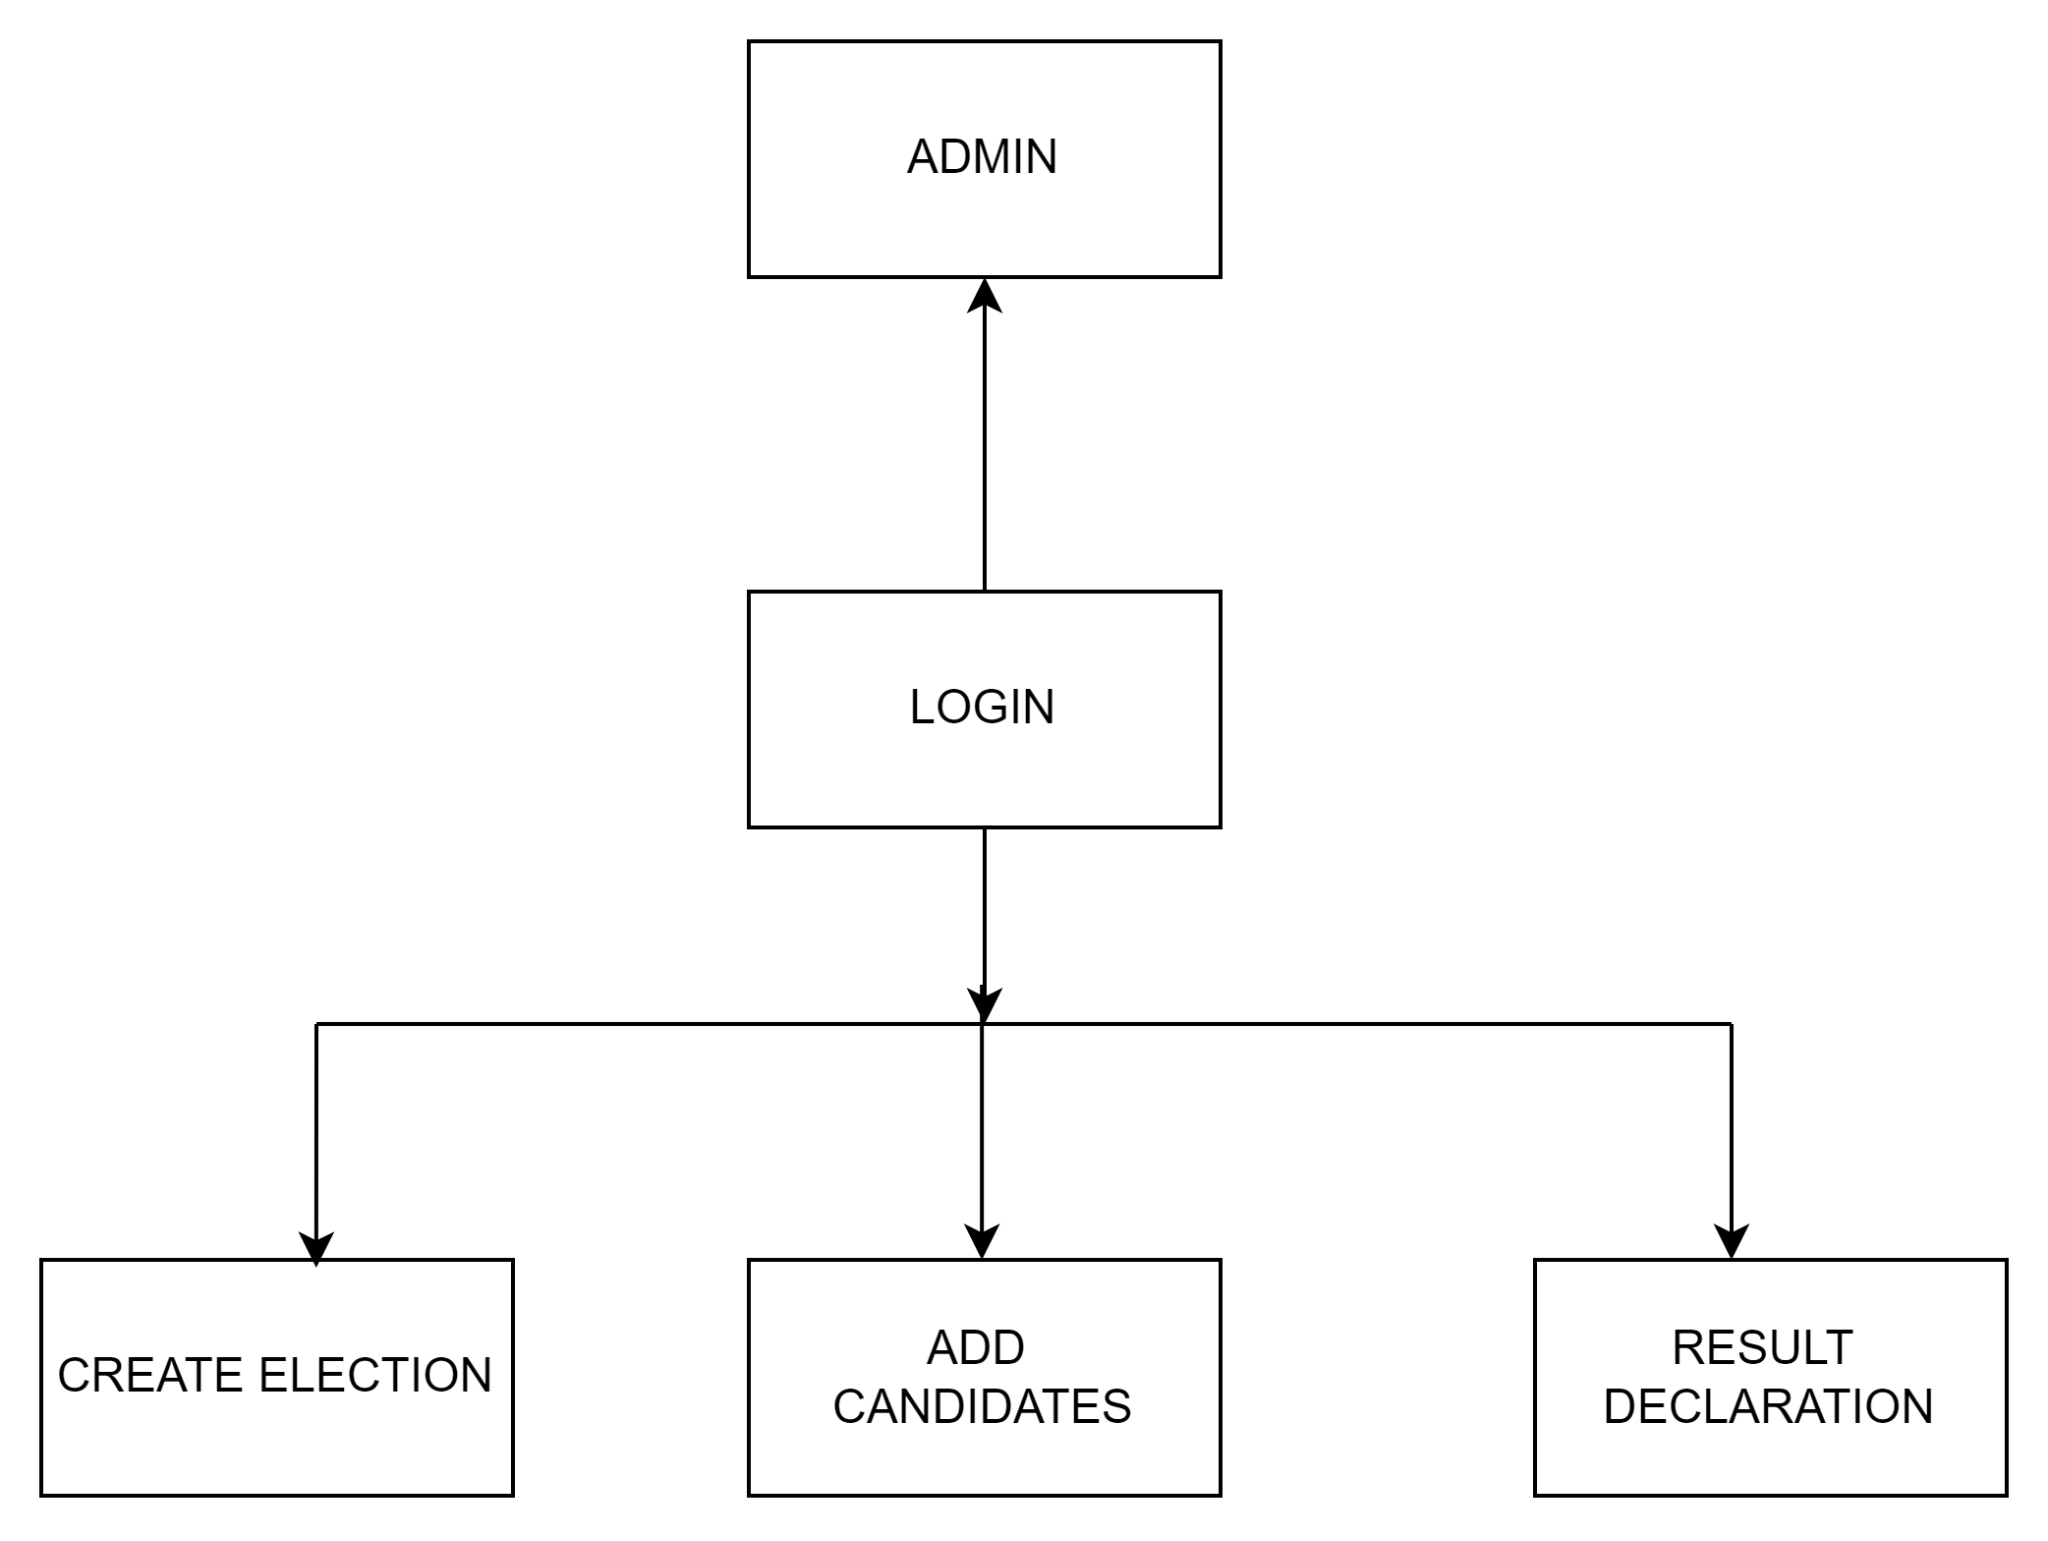 ADMIN
LOGIN
CREATE ELECTION
ADD
CANDIDATES
RESULT
DECLARATION